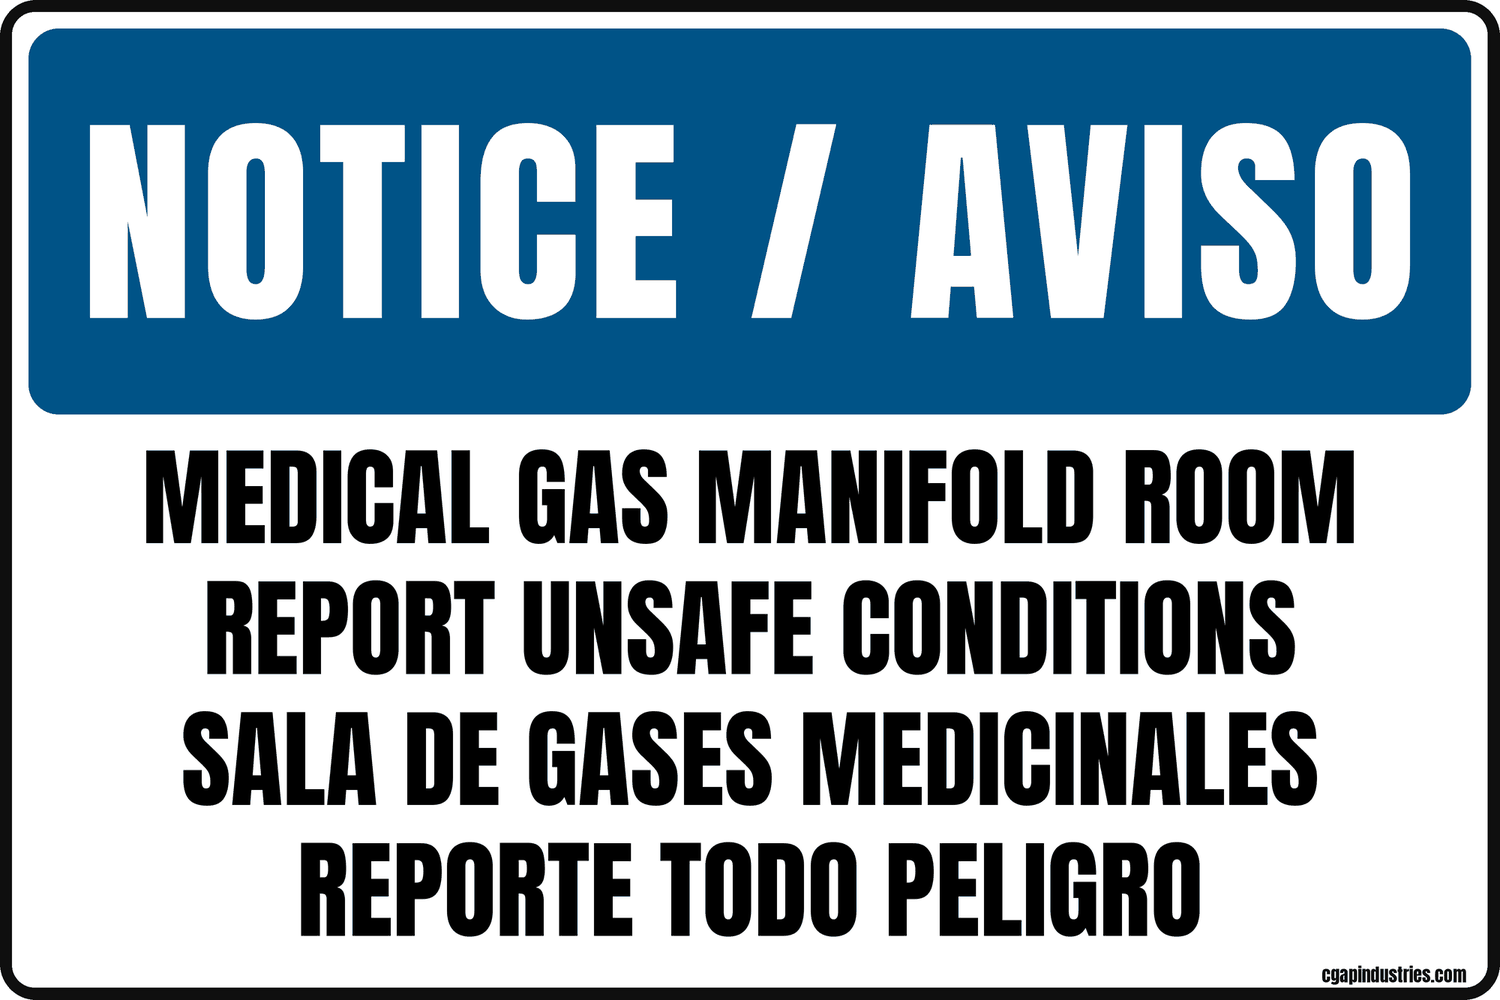 NOTICE / AVISO
MEDICAL GAS MANIFOLD ROOM
REPORT UNSAFE CONDITIONS
SALA DE GASES MEDICINALES
REPORTE TODO PELIGRO
cgapindustries.com